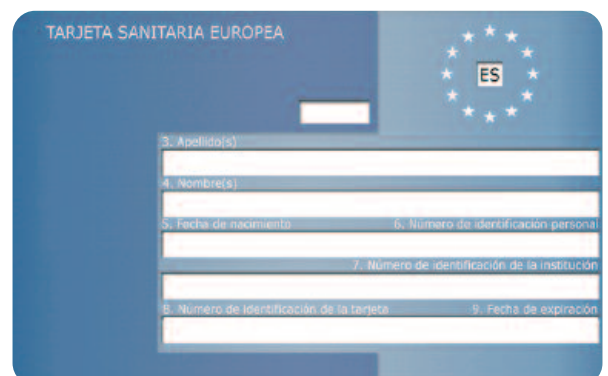 TARJETA SANITARIA EUROPEA
ES
3. Apellido(s)
4. Nombre(s)
5. Fecha de nacimiento 6. Número de identificación personal
7. Número de identificación de la institución
8. Número de identificación de la tarjeta 9. Fecha de expiración